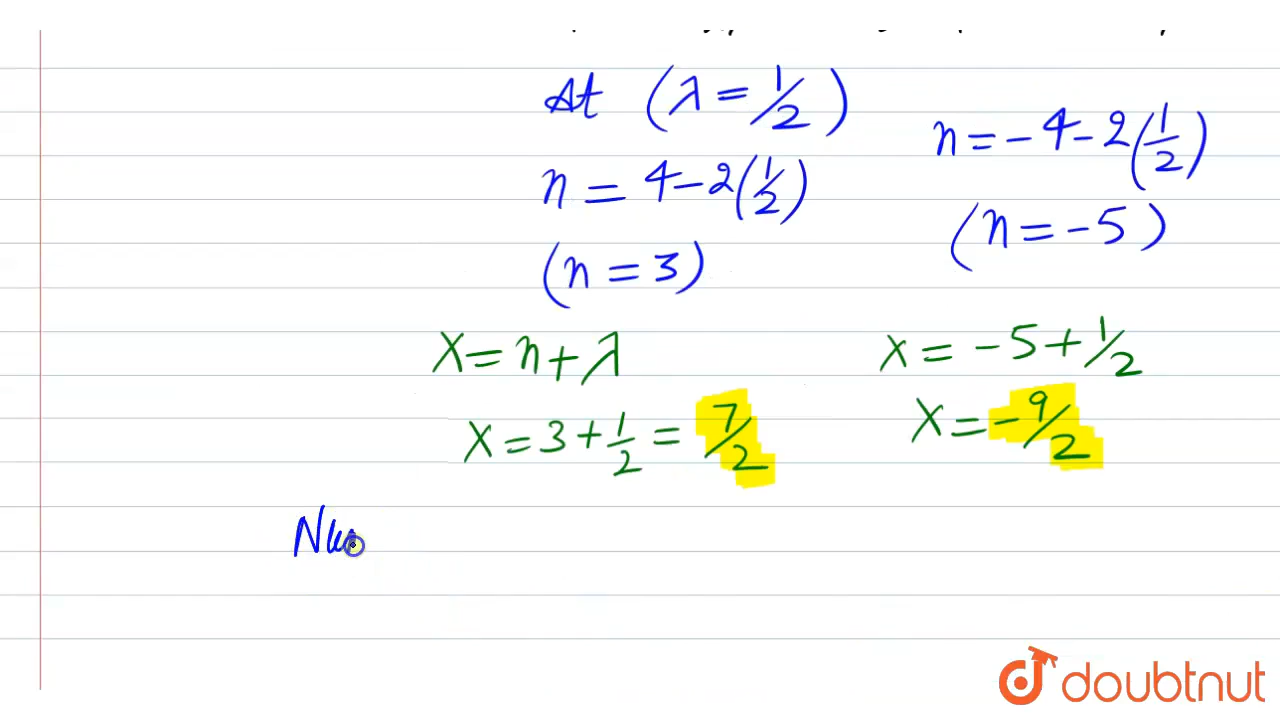 At (λ = 1/2)
n = 4 - 2(1/2)
(n = 3)
n = - 4 - 2(1/2)
(n = - 5)
X = n + λ
X = 3 + 1/2 = 7/2
X = - 5 + 1/2
X = - 9/2
doubtnut